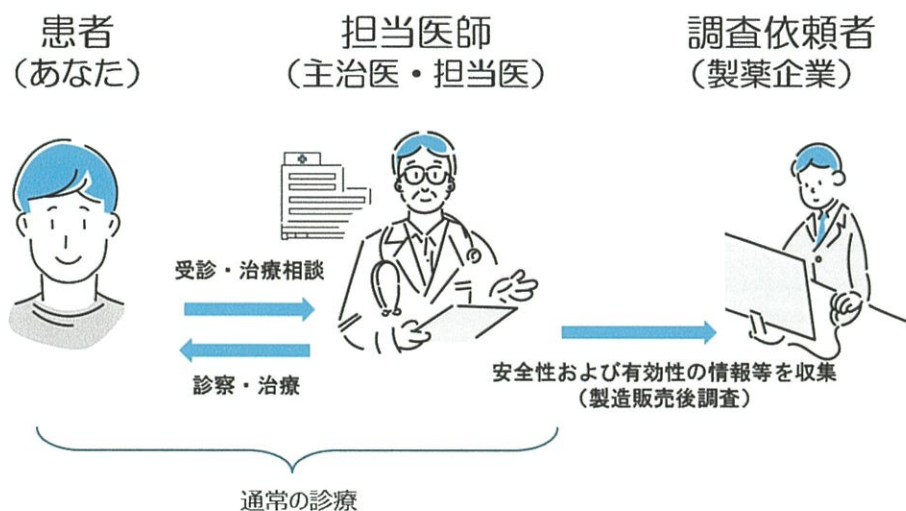 患者
（あなた）
担当医師
（主治医・担当医）
調査依頼者
（製薬企業）
受診・治療相談
診察・治療
安全性および有効性の情報等を収集
（製造販売後調査）
通常の診療